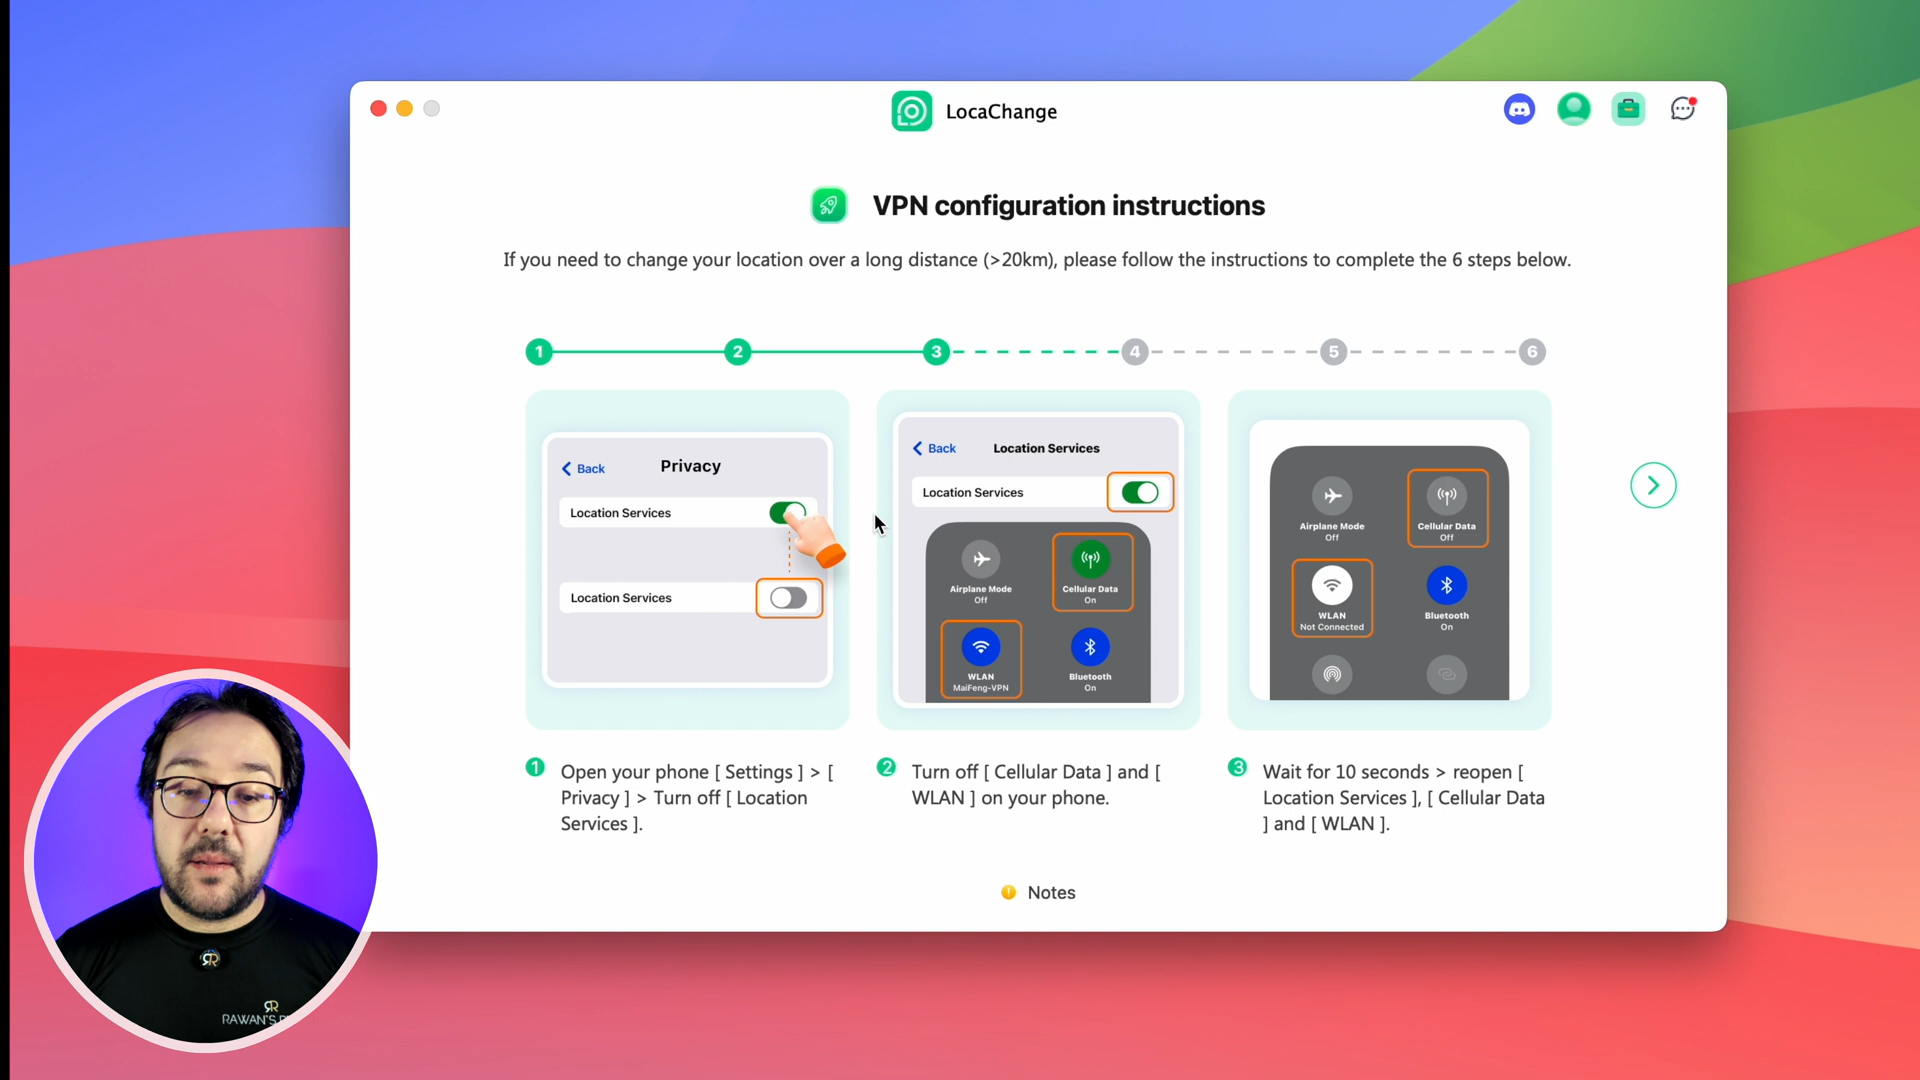 LocaChange
VPN configuration instructions
If you need to change your location over a long distance (>20km), please follow the instructions to complete the 6 steps below.
1 2 3 4 5 6
Back Privacy
Location Services
Location Services
Back Location Services
Location Services
Airplane Mode
Off
Cellular Data
On
WLAN
MaiFeng-VPN
Bluetooth
On
Airplane Mode
Off
Cellular Data
Off
WLAN
Not Connected
Bluetooth
On
1 Open your phone [ Settings ] > [
Privacy ] > Turn off [ Location
Services ].
2 Turn off [ Cellular Data ] and [
WLAN ] on your phone.
3 Wait for 10 seconds > reopen [
Location Services ], [ Cellular Data
] and [ WLAN ].
Notes
RAWAN'S